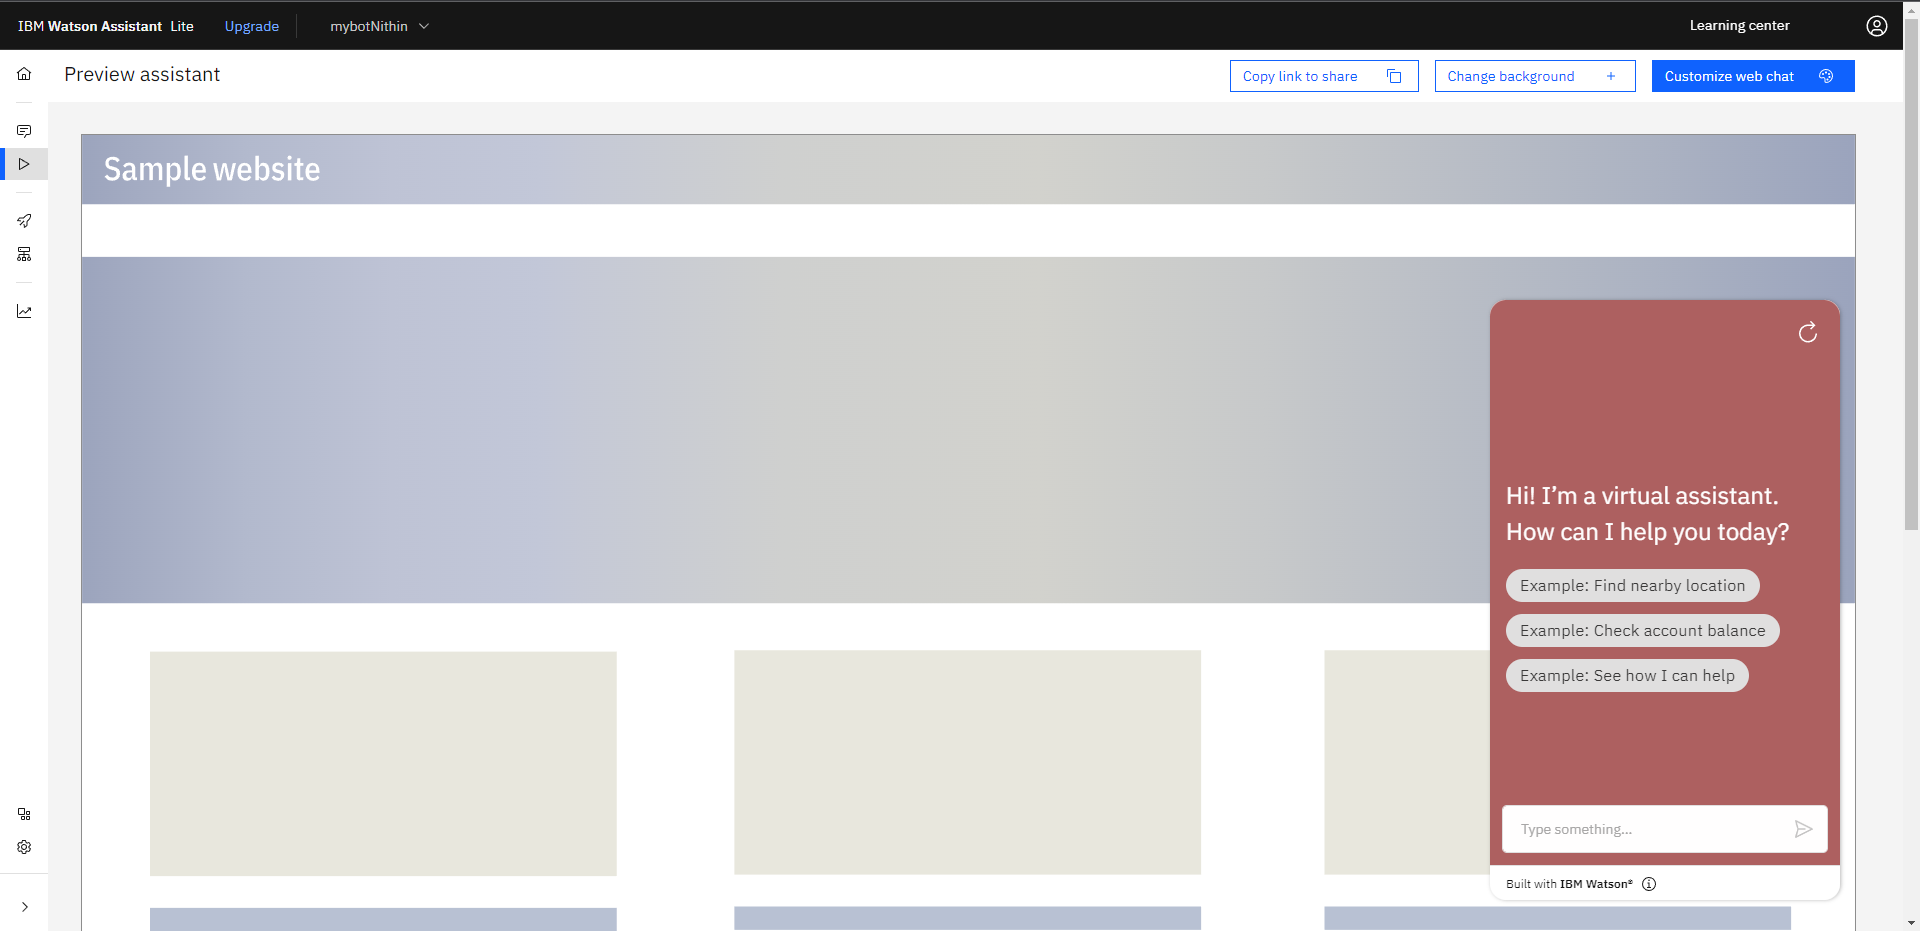 IBM Watson Assistant Lite Upgrade mybotNithin Learning center
Preview assistant
Copy link to share
Change background
Customize web chat
Sample website
Hi! I'm a virtual assistant.
How can I help you today?
Example: Find nearby location
Example: Check account balance
Example: See how I can help
Type something...
Built with IBM Watson®